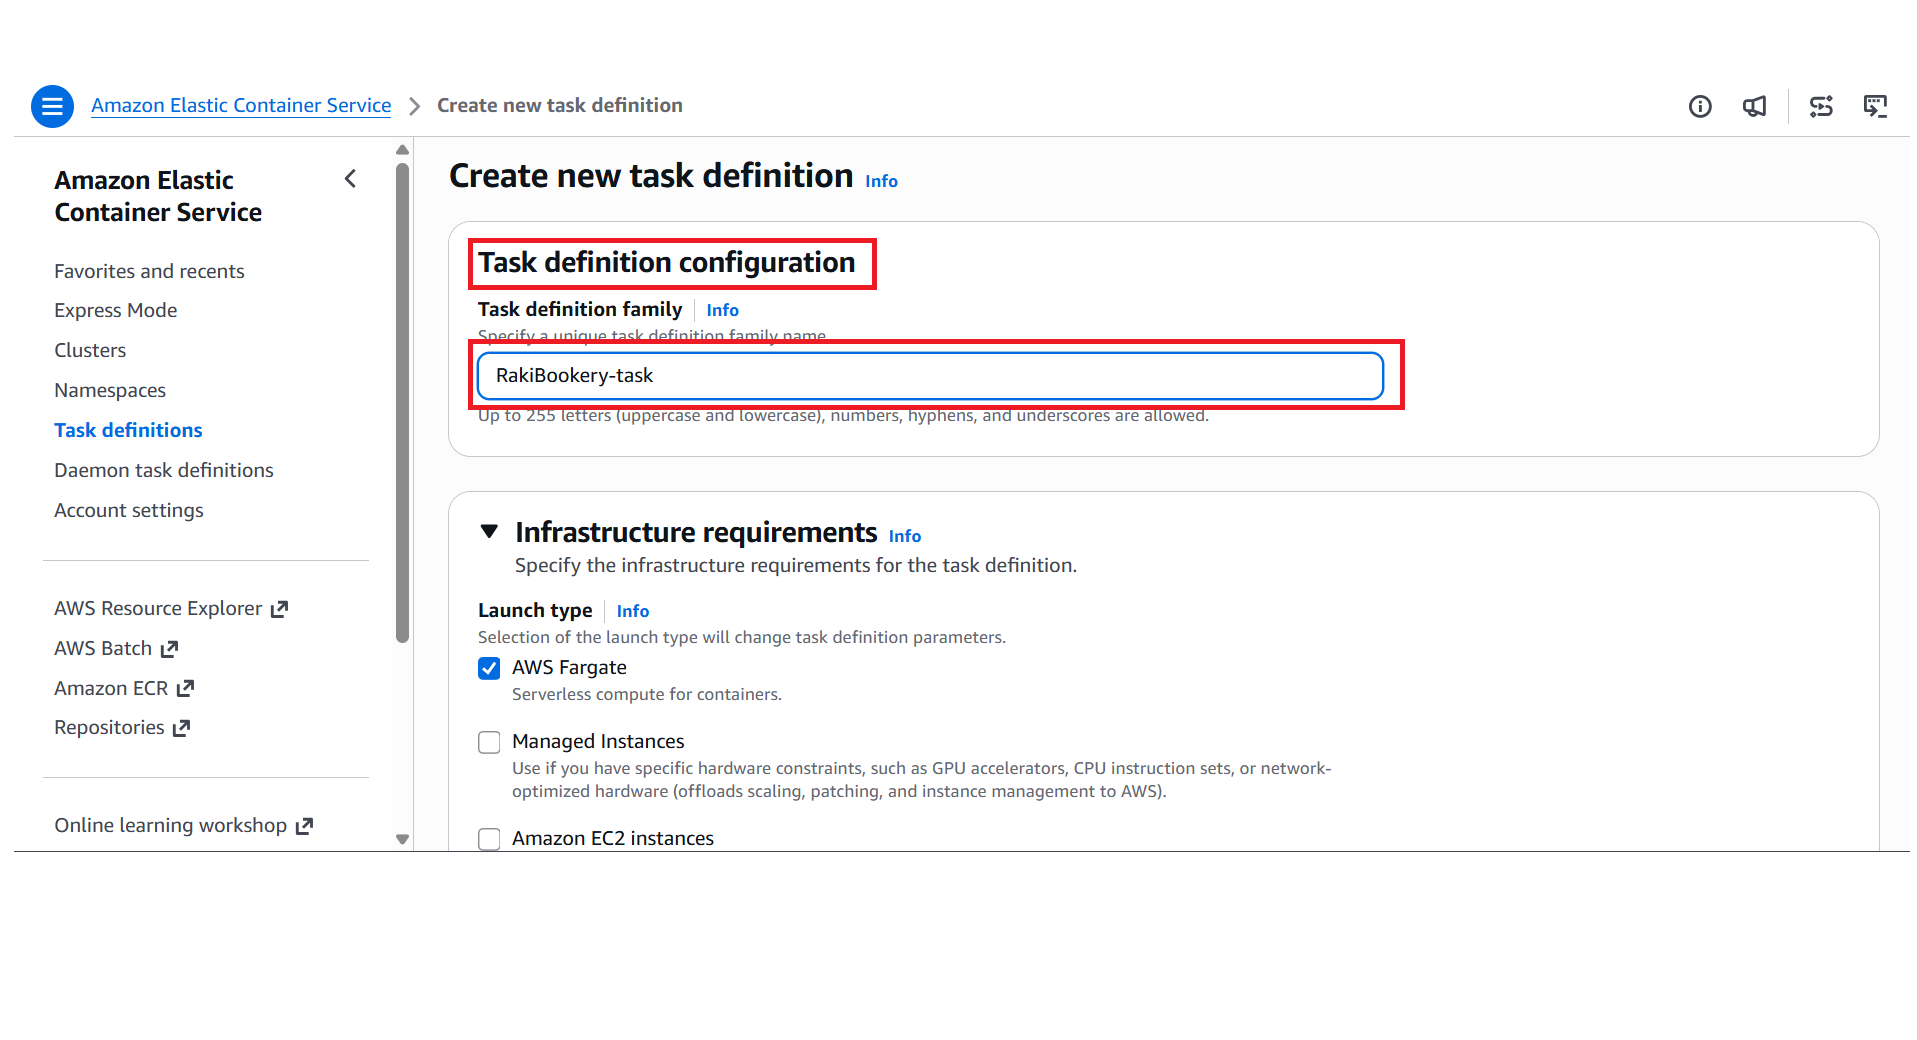 Amazon Elastic Container Service > Create new task definition
Amazon Elastic
Container Service
Favorites and recents
Express Mode
Clusters
Namespaces
Task definitions
Daemon task definitions
Account settings
AWS Resource Explorer
AWS Batch
Amazon ECR
Repositories
Online learning workshop
Create new task definition Info
Task definition configuration
Task definition family Info
Specify a unique task definition family name.
RakiBookery-task
Up to 255 letters (uppercase and lowercase), numbers, hyphens, and underscores are allowed.
Infrastructure requirements Info
Specify the infrastructure requirements for the task definition.
Launch type Info
Selection of the launch type will change task definition parameters.
AWS Fargate
Serverless compute for containers.
Managed Instances
Use if you have specific hardware constraints, such as GPU accelerators, CPU instruction sets, or network-
optimized hardware (offloads scaling, patching, and instance management to AWS).
Amazon EC2 instances